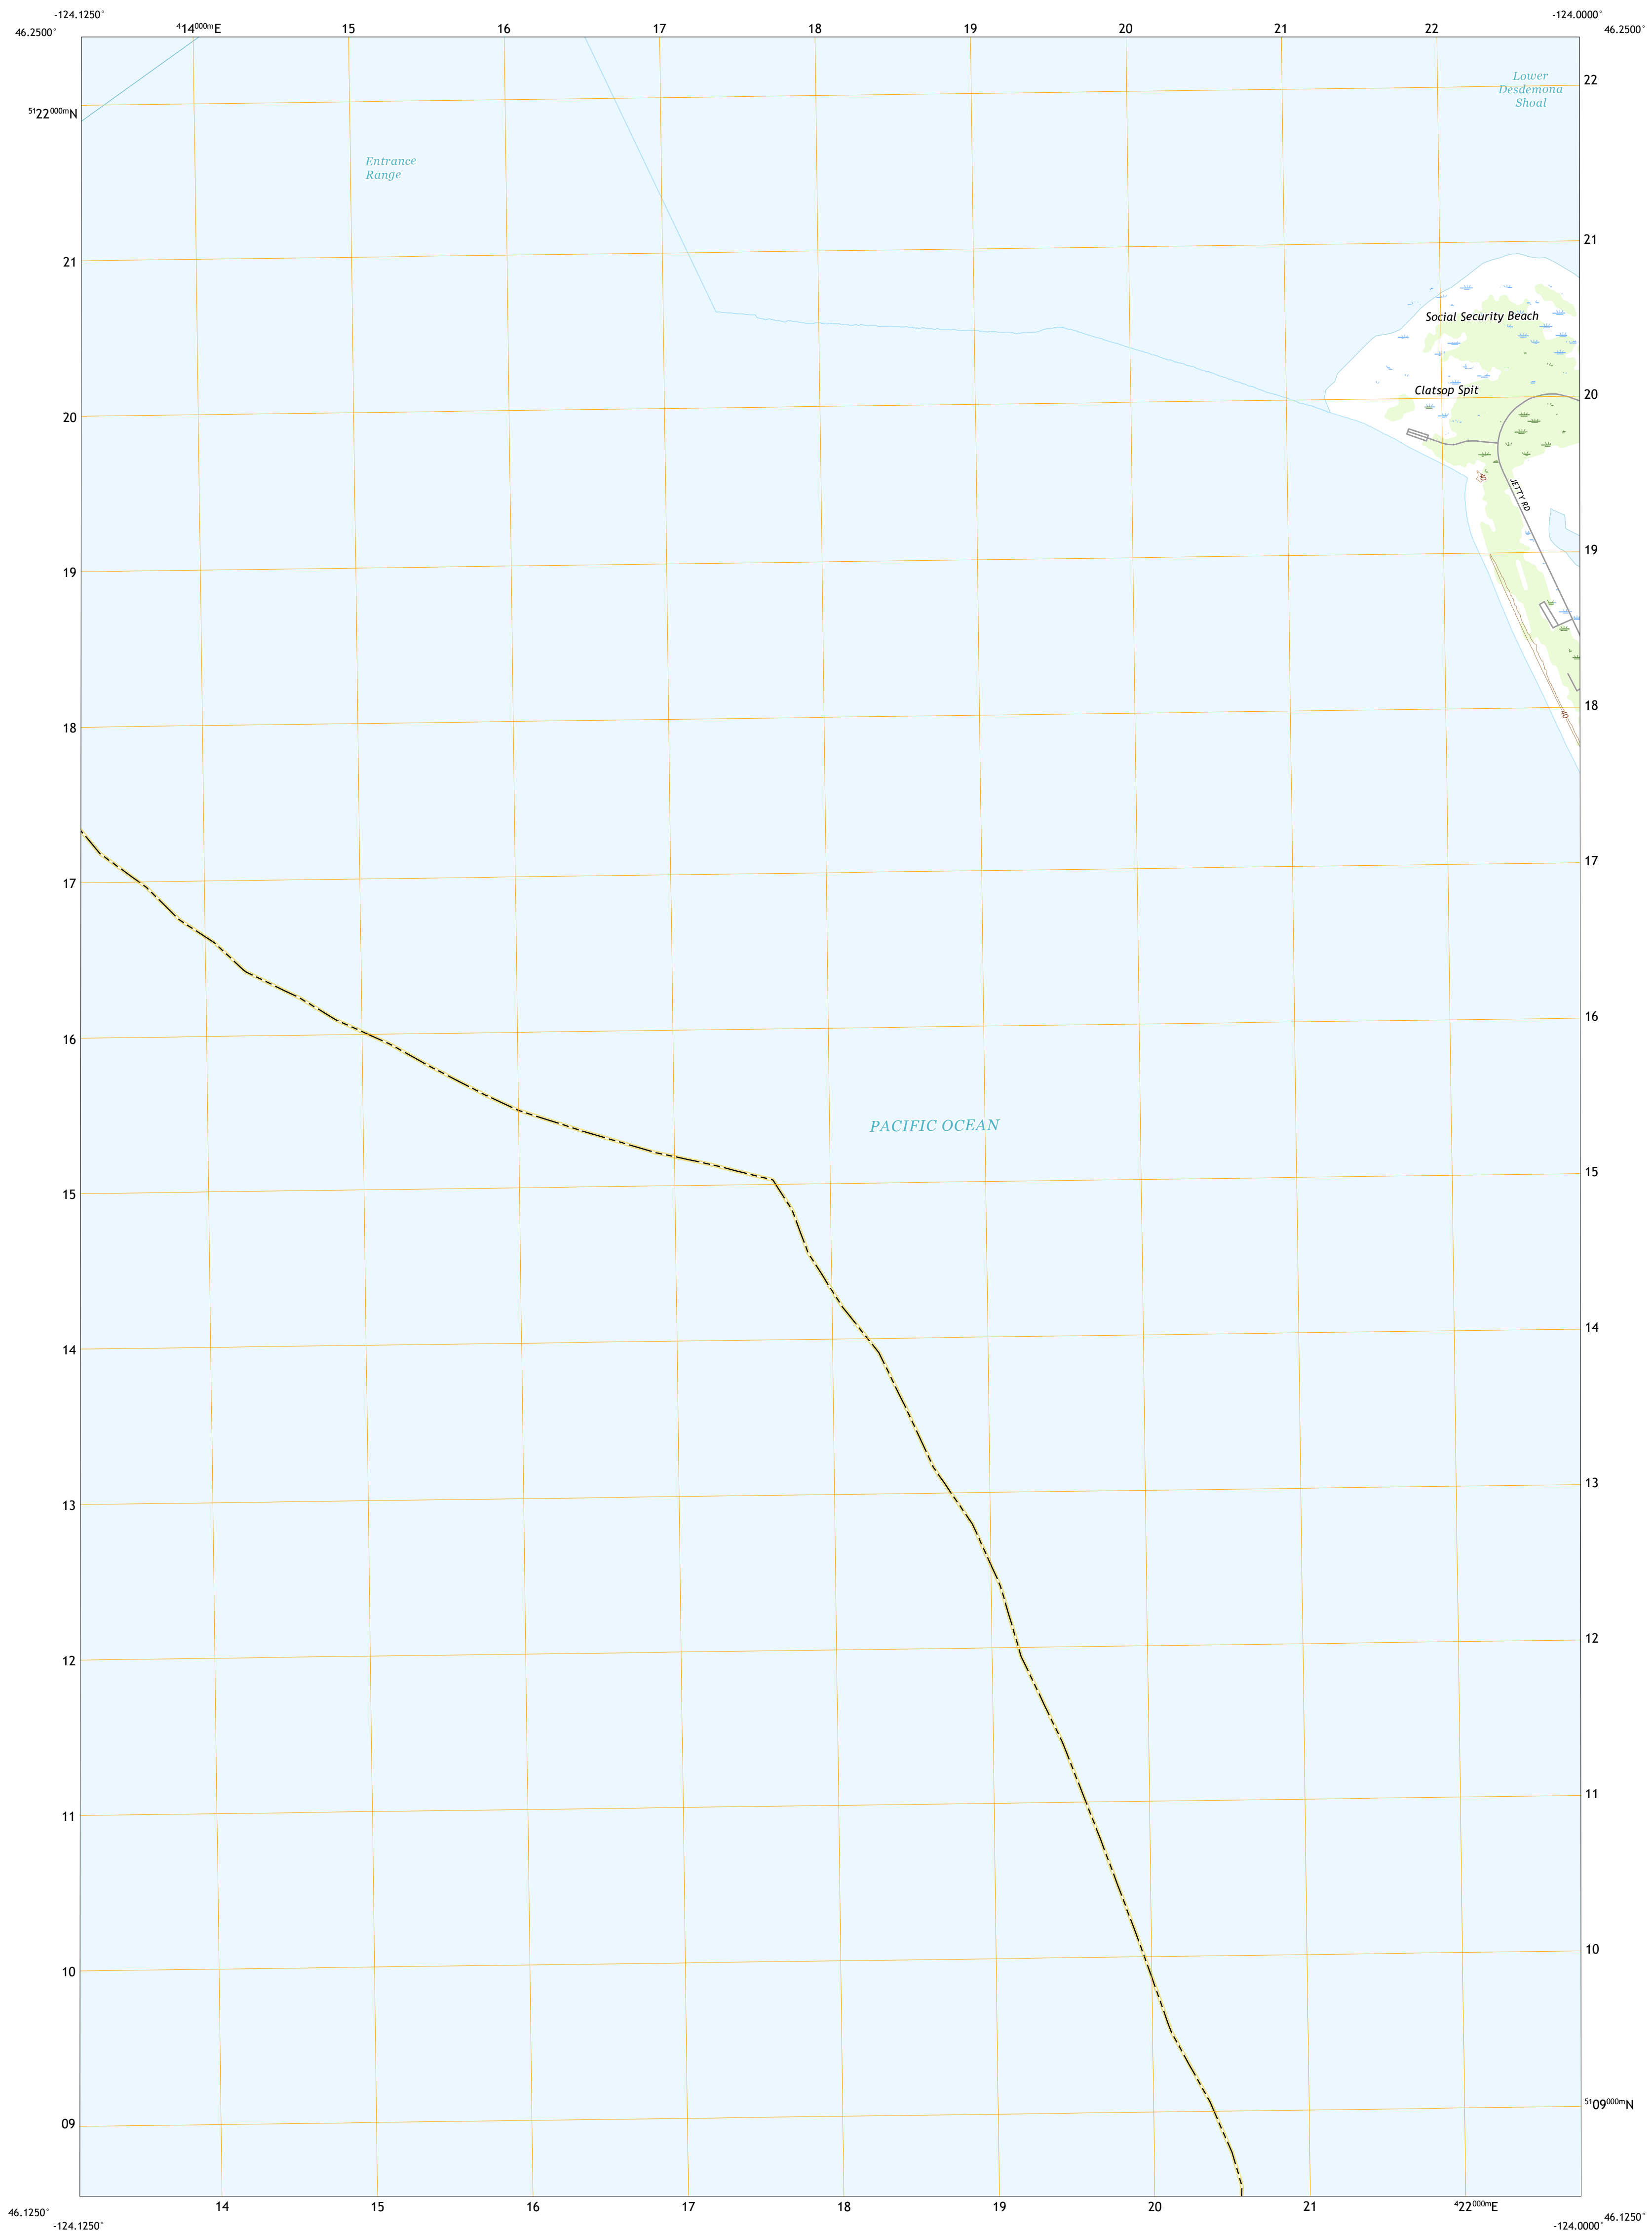 -124.1250°
-124.0000°
46.2500°
⁴14⁰⁰⁰ᵐE 15 16 17 18 19 20 21 22
46.2500°
Lower
Desdemona
Shoal
22
⁵¹22⁰⁰⁰ᵐN
Entrance
Range
21
21
Social Security Beach
Clatsop Spit
20
20
40
JETTY RD
19
19
18
18
40
17
17
16
16
PACIFIC OCEAN
15
15
14
14
13
13
12
12
11
11
10
10
⁵¹09⁰⁰⁰ᵐN
09
14 15 16 17 18 19 20 21 ⁴22⁰⁰⁰ᵐE
46.1250°
46.1250°
-124.1250°
-124.0000°